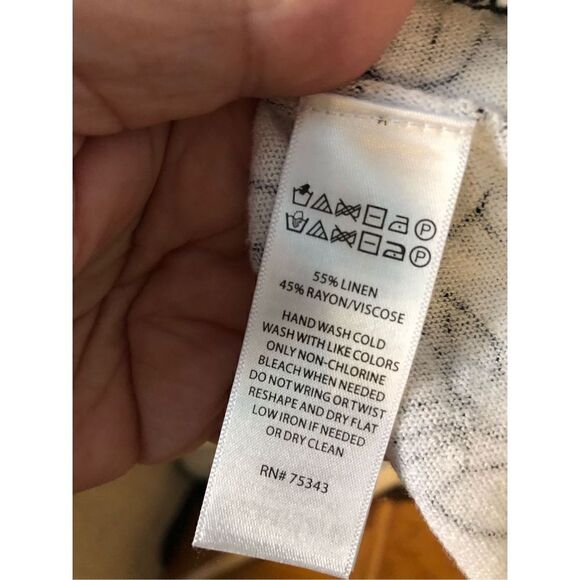 55% LINEN
45% RAYON/VISCOSE
HAND WASH COLD
WASH WITH LIKE COLORS
ONLY NON-CHLORINE
BLEACH WHEN NEEDED
DO NOT WRING OR TWIST
RESHAPE AND DRY FLAT
LOW IRON IF NEEDED
OR DRY CLEAN
RN# 75343